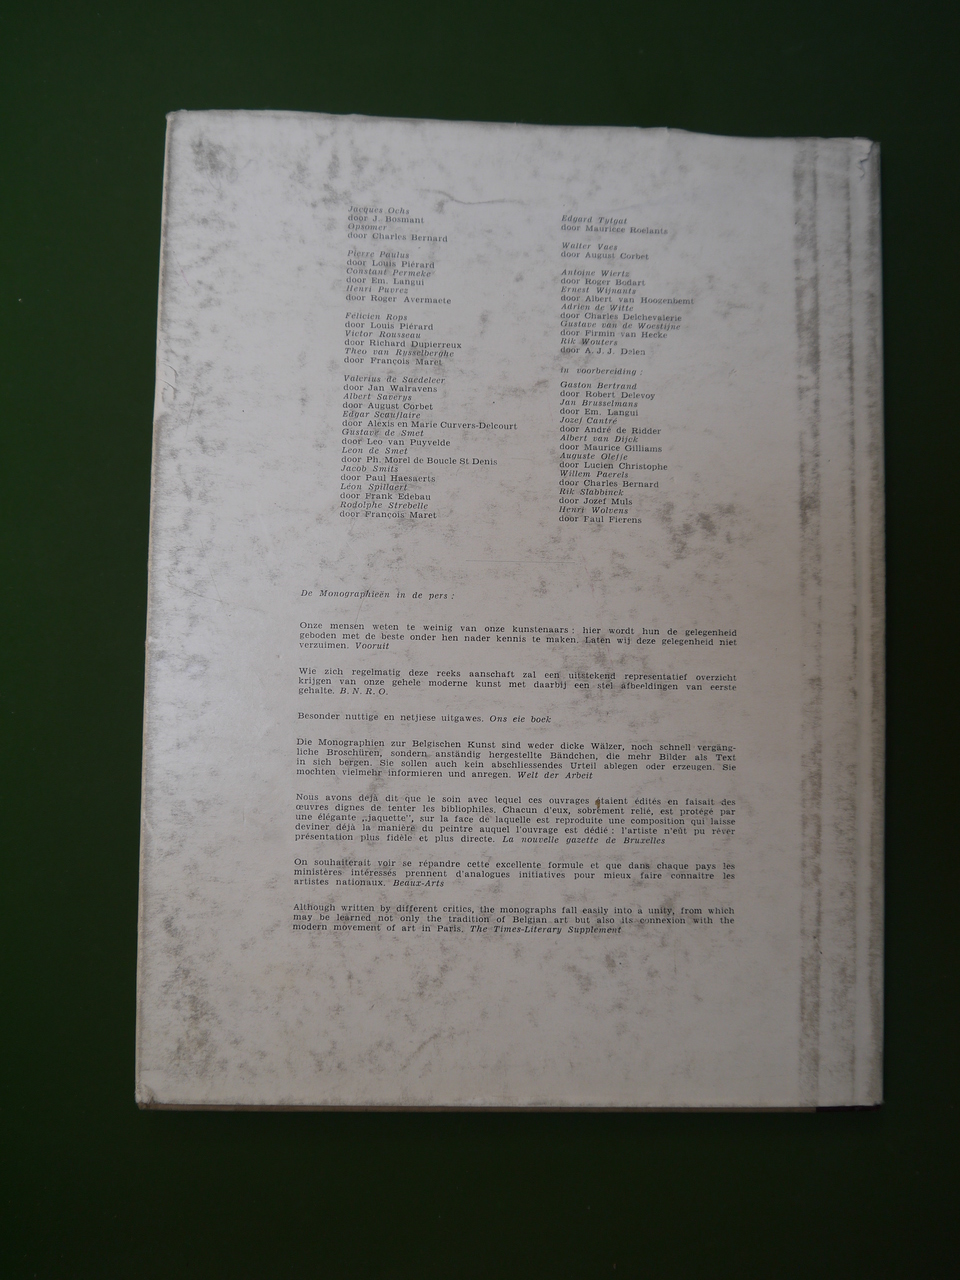 Jacques Ochs
door J. Bosmant
Opsomer
door Charles Bernard
Pierre Paulus
door Louis Piérard
Constant Permeke
door Em. Langui
Henri Puvrez
door Roger Avermaete
Félicien Rops
door Louis Piérard
Victor Rousseau
door Richard Dupierreux
Theo van Rysselberghe
door François Maret
Valerius de Saedeleer
door Jan Walravens
Albert Saverys
door August Corbet
Edgar Scauflaire
door Alexis en Marie Curvers-Delcourt
Gustave de Smet
door Leo van Puyvelde
Léon de Smet
door Ph. Morel de Boucle St Denis
Jacob Smits
door Paul Haesaerts
Léon Spillaert
door Frank Edebau
Rodolphe Strebelle
door François Maret
Edgard Tytgat
door Maurice Roelants
Walter Vaes
door August Corbet
Antoine Wiertz
door Roger Bodart
Ernest Wijnants
door Albert van Hoogenbemt
Adrien de Witte
door Charles Delchevalerie
Gustave van de Woestijne
door Firmin van Hecke
Rik Wouters
door A. J. J. Delen
in voorbereiding :
Gaston Bertrand
door Robert Delevoy
Jan Brusselmans
door Em. Langui
Jozef Cantré
door André de Ridder
Albert van Dijck
door Maurice Gilliams
Auguste Oleffe
door Lucien Christophe
Willem Paerels
door Charles Bernard
Rik Slabbinck
door Jozef Muls
Henri Wolvens
door Paul Fierens
De Monographieën in de pers :
Onze mensen weten te weinig van onze kunstenaars ; hier wordt hun de gelegenheid
geboden met de beste onder hen nader kennis te maken. Laten wij deze gelegenheid niet
verzuimen. Vooruit
Wie zich regelmatig deze reeks aanschaft zal een uitstekend representatief overzicht
krijgen van onze gehele moderne kunst met daarbij een stel afbeeldingen van eerste
gehalte. B. N. R. O.
Besonder nuttige en netjiese uitgawes. Ons eie boek
Die Monographien zur Belgischen Kunst sind weder dicke Wälzer, noch schnell vergäng-
liche Broschüren, sondern anständig hergestellte Bändchen, die mehr Bilder als Text
in sich bergen. Sie sollen auch kein abschliessendes Urteil ablegen oder erzeugen. Sie
möchten vielmehr informieren und anregen. Welt der Arbeit
Nous avons déjà dit que le soin avec lequel ces ouvrages étaient édités en faisait des
œuvres dignes de tenter les bibliophiles. Chacun d'eux, sobrement relié, est protégé par
une élégante „jaquette”, sur la face de laquelle est reproduite une composition qui laisse
deviner déjà la manière du peintre auquel l'ouvrage est dédié : l'artiste n'eût pu rêver
présentation plus fidèle et plus directe. La nouvelle gazette de Bruxelles
On souhaiterait voir se répandre cette excellente formule et que dans chaque pays les
ministères intéressés prennent d'analogues initiatives pour mieux faire connaître les
artistes nationaux. Beaux-Arts
Although written by different critics, the monographs fall easily into a unity, from which
may be learned not only the tradition of Belgian art but also its connexion with the
modern movement of art in Paris. The Times-Literary Supplement